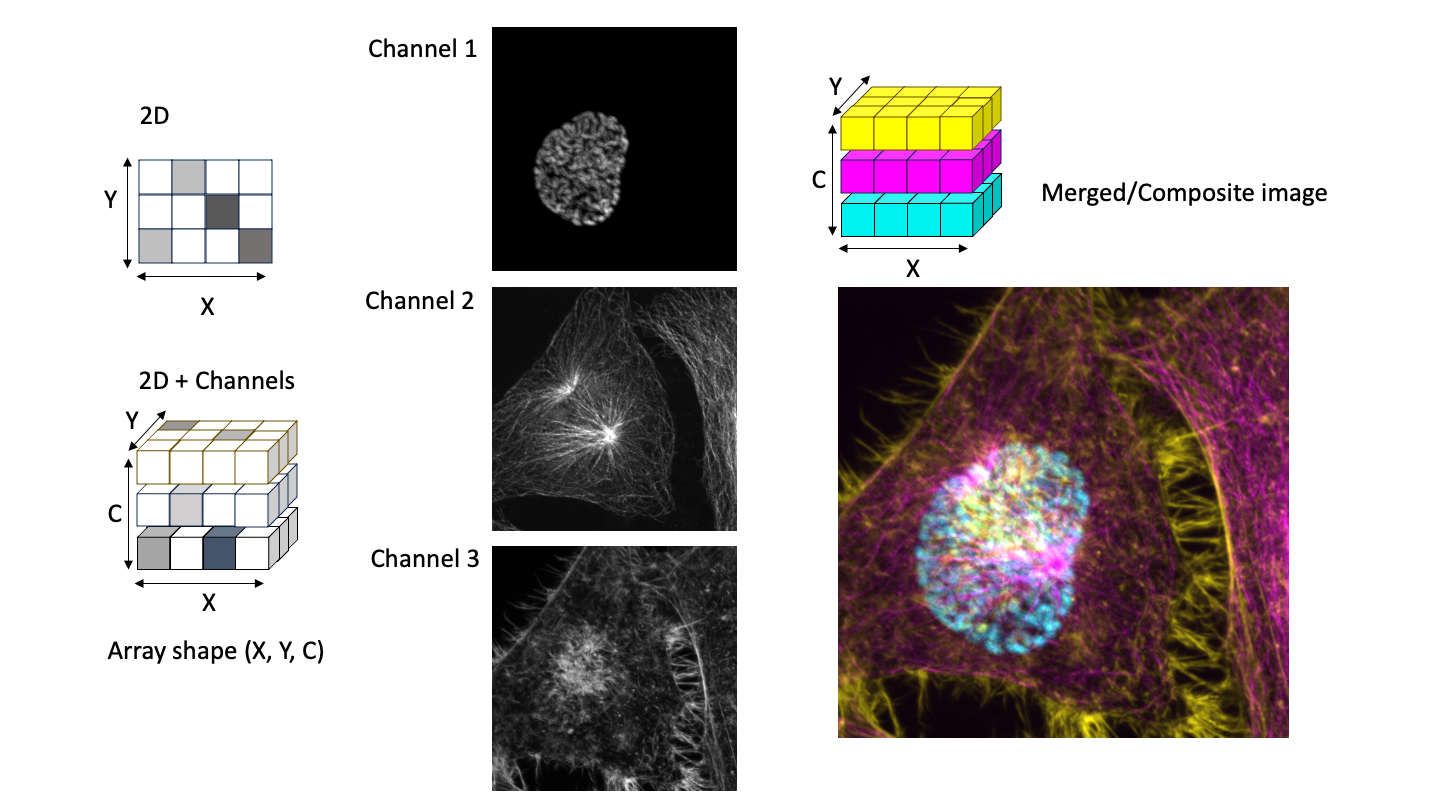 2D
Y
X
2D + Channels
Y
C
X
Array shape (X, Y, C)
Channel 1
Channel 2
Channel 3
Y
C
X
Merged/Composite image